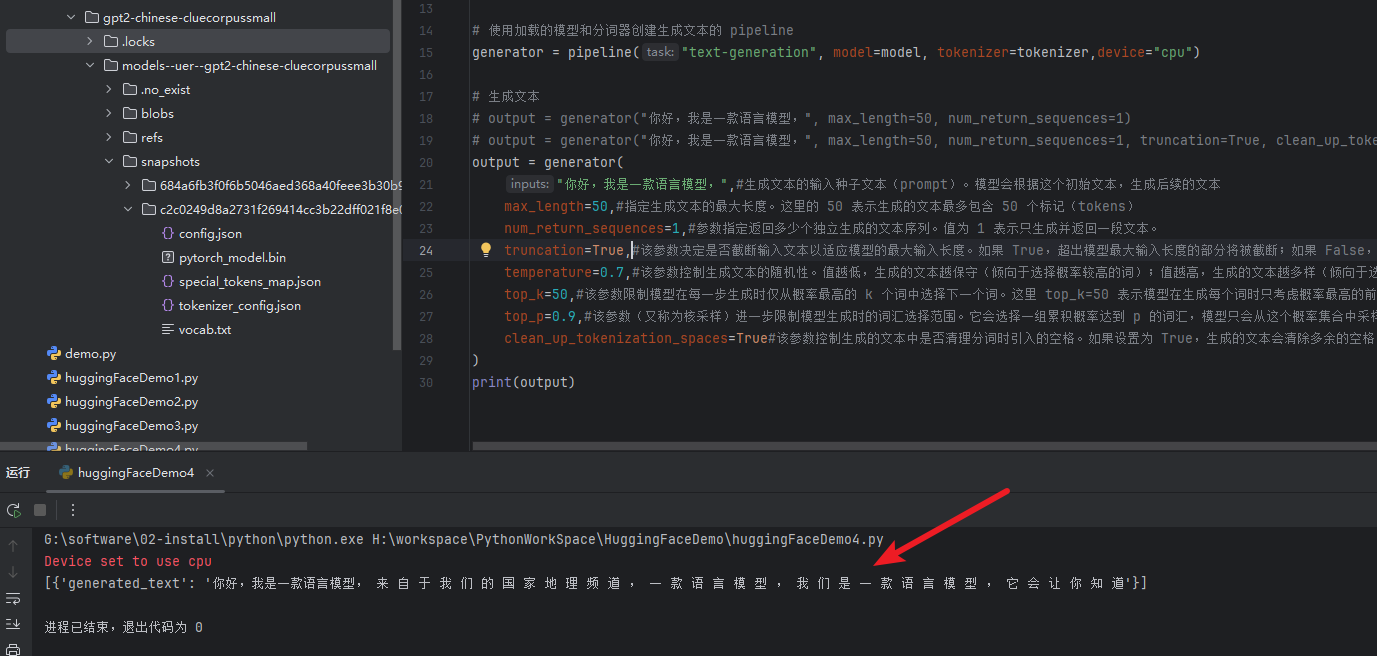 gpt2-chinese-cluecorpussmall
.locks
models--uer--gpt2-chinese-cluecorpussmall
.no_exist
blobs
refs
snapshots
684a6fb3f0f6b5046aed368a40feee3b30b9
c2c0249d8a2731f269414cc3b22dff021f8e0
config.json
pytorch_model.bin
special_tokens_map.json
tokenizer_config.json
vocab.txt
demo.py
huggingFaceDemo1.py
huggingFaceDemo2.py
huggingFaceDemo3.py
huggingFaceDemo4.py
13
14 # 使用加载的模型和分词器创建生成文本的 pipeline
15 generator = pipeline( task: "text-generation", model=model, tokenizer=tokenizer,device="cpu")
16
17 # 生成文本
18 # output = generator("你好，我是一款语言模型，", max_length=50, num_return_sequences=1)
19 # output = generator("你好，我是一款语言模型，", max_length=50, num_return_sequences=1, truncation=True, clean_up_toke
20 output = generator(
21 inputs: "你好，我是一款语言模型，",#生成文本的输入种子文本（prompt）。模型会根据这个初始文本，生成后续的文本
22 max_length=50,#指定生成文本的最大长度。这里的 50 表示生成的文本最多包含 50 个标记（tokens）
23 num_return_sequences=1,#参数指定返回多少个独立生成的文本序列。值为 1 表示只生成并返回一段文本。
24 truncation=True,#该参数决定是否截断输入文本以适应模型的最大输入长度。如果 True，超出模型最大输入长度的部分将被截断；如果 False，
25 temperature=0.7,#该参数控制生成文本的随机性。值越低，生成的文本越保守（倾向于选择概率较高的词）；值越高，生成的文本越多样（倾向于选
26 top_k=50,#该参数限制模型在每一步生成时仅从概率最高的 k 个词中选择下一个词。这里 top_k=50 表示模型在生成每个词时只考虑概率最高的前
27 top_p=0.9,#该参数（又称为核采样）进一步限制模型生成时的词汇选择范围。它会选择一组累积概率达到 p 的词汇，模型只会从这个概率集合中采样
28 clean_up_tokenization_spaces=True#该参数控制生成的文本中是否清理分词时引入的空格。如果设置为 True，生成的文本会清除多余的空格
29 )
30 print(output)
运行
huggingFaceDemo4
G:\software\02-install\python\python.exe H:\workspace\PythonWorkSpace\HuggingFaceDemo\huggingFaceDemo4.py
Device set to use cpu
[{'generated_text': '你好，我是一款语言模型， 来 自 于 我 们 的 国 家 地 理 频 道 ， 一 款 语 言 模 型 ， 我 们 是 一 款 语 言 模 型 ， 它 会 让 你 知 道'}]
进程已结束，退出代码为 0